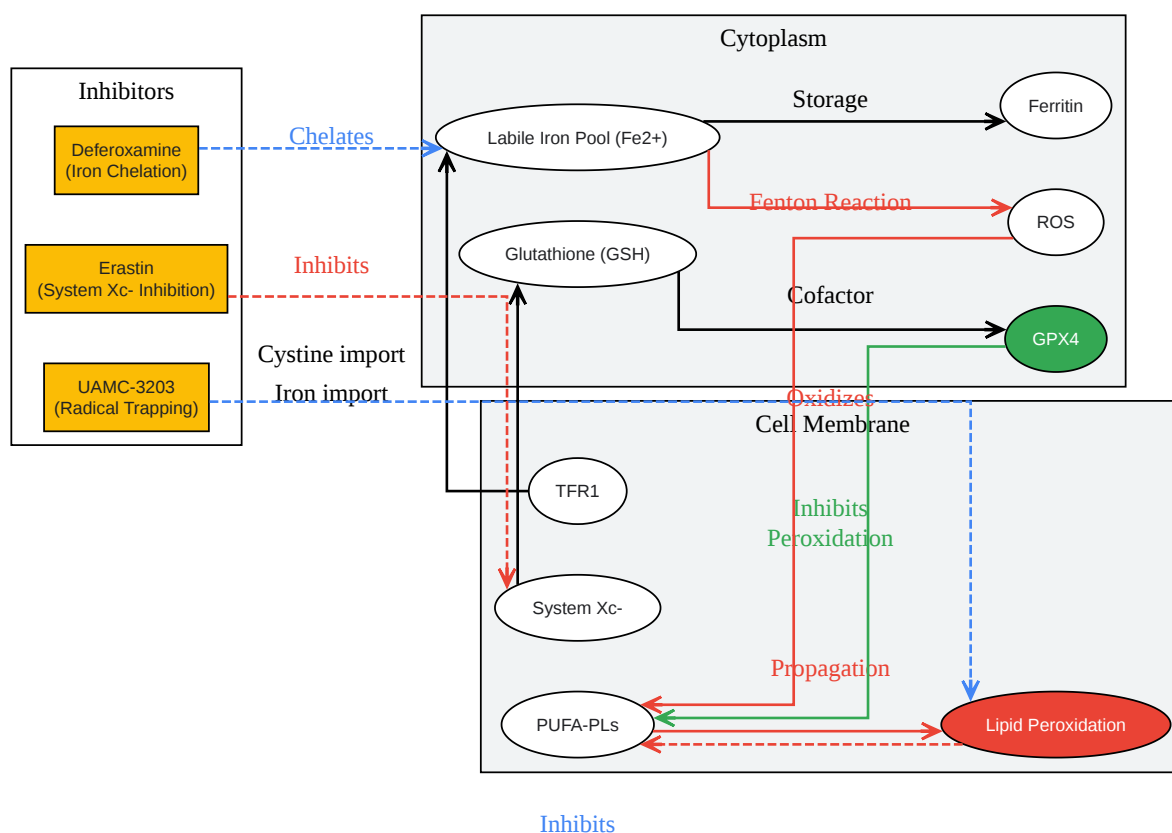 Inhibitors
Deferoxamine
(Iron Chelation)
Erastin
(System Xc- Inhibition)
UAMC-3203
(Radical Trapping)
Chelates
Inhibits
Cystine import
Iron import
Cytoplasm
Labile Iron Pool (Fe2+)
Storage
Ferritin
Fenton Reaction
ROS
Glutathione (GSH)
Cofactor
GPX4
Oxidizes
Cell Membrane
TFR1
Inhibits
Peroxidation
System Xc-
Propagation
PUFA-PLs
Lipid Peroxidation
Inhibits